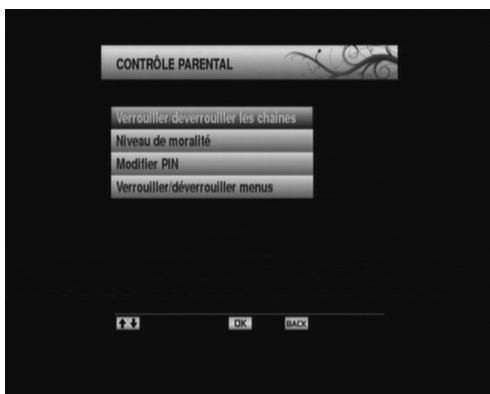 CONTRÔLE PARENTAL
Verrouiller/déverrouiller les chaînes
Niveau de moralité
Modifier PIN
Verrouiller/déverrouiller menus
OK BACK